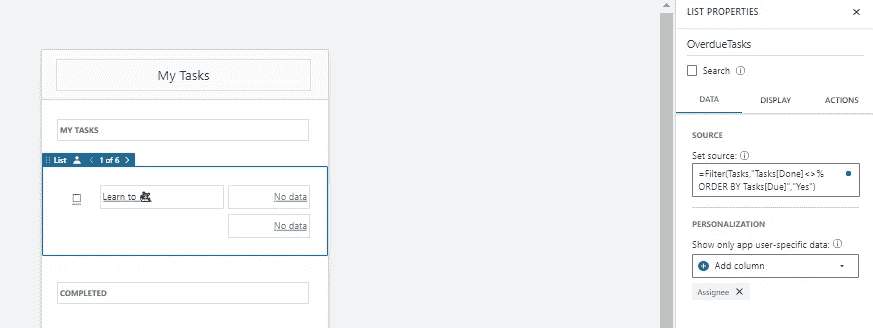 LIST PROPERTIES
OverdueTasks
Search
DATA DISPLAY ACTIONS
SOURCE
Set source:
=Filter(Tasks,"Tasks[Done]<>%
ORDER BY Tasks[Due]","Yes")
PERSONALIZATION
Show only app user-specific data:
Add column
Assignee
My Tasks
MY TASKS
List 1 of 6
Learn to
No data
No data
COMPLETED